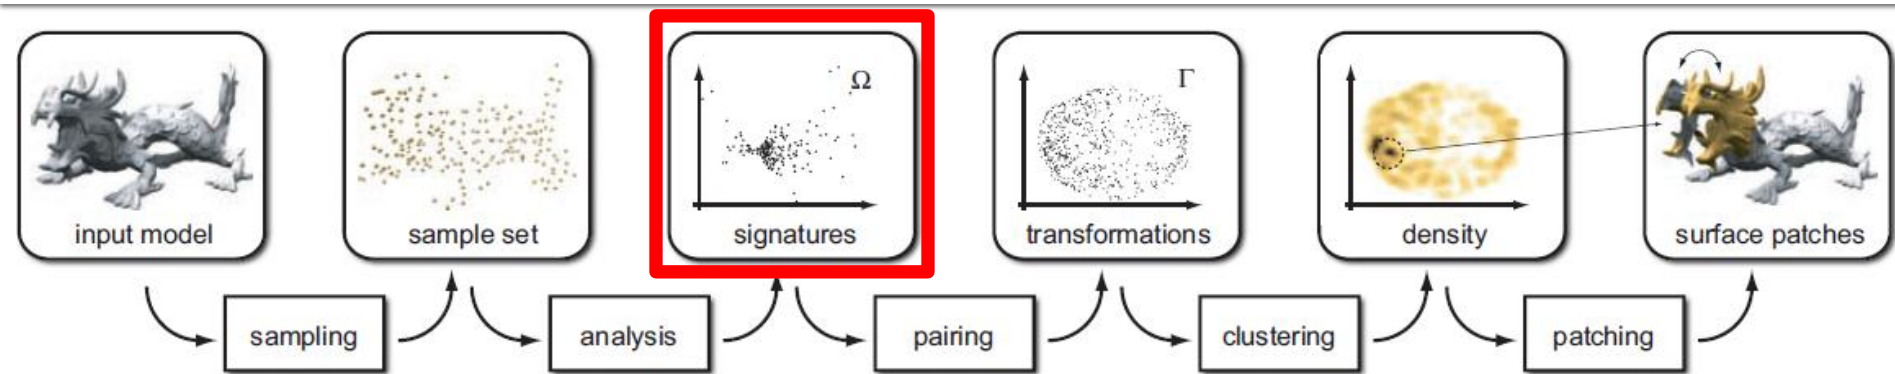 Ω
Γ
input model
sample set
signatures
transformations
density
surface patches
sampling
analysis
pairing
clustering
patching